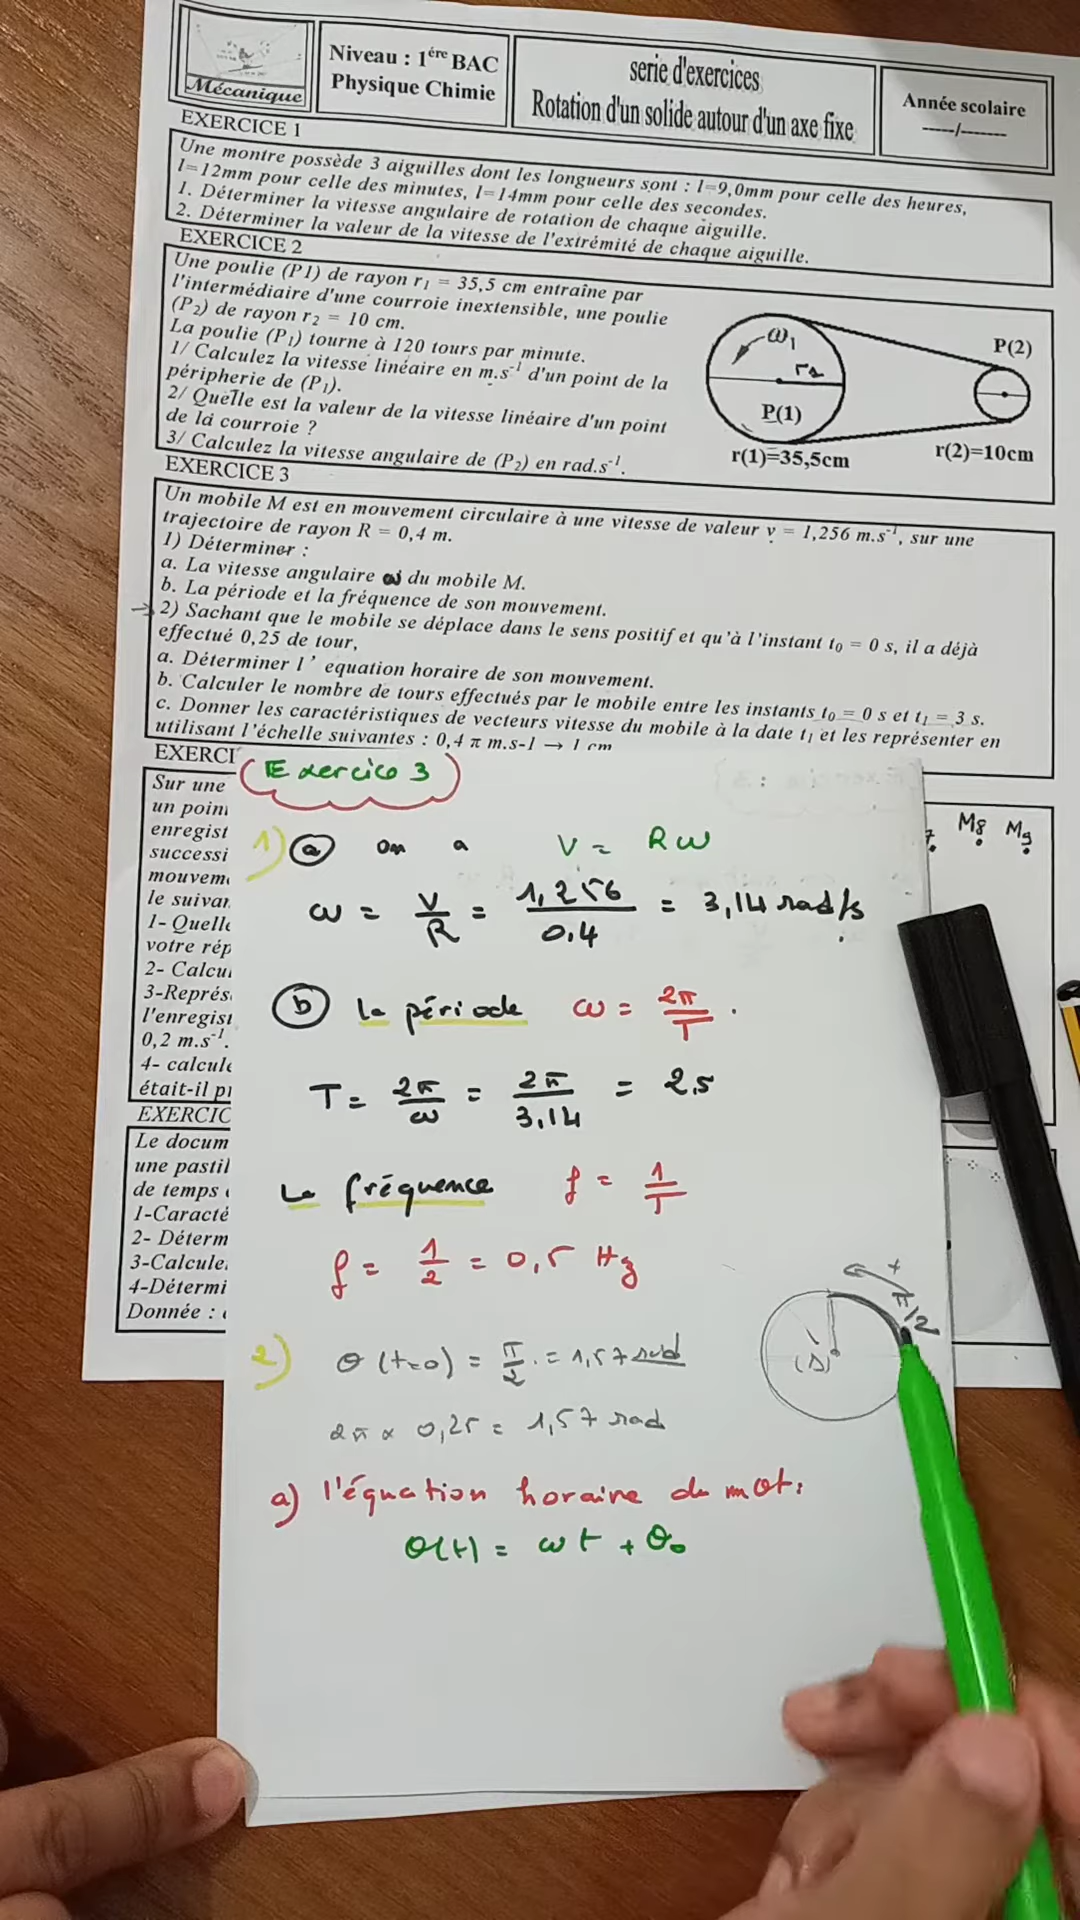 Mécanique
Niveau : 1ére BAC
Physique Chimie
serie d'exercices
Rotation d'un solide autour d'un axe fixe
Année scolaire
-----/-------
EXERCICE 1
Une montre possède 3 aiguilles dont les longueurs sont : l=9,0mm pour celle des heures,
l=12mm pour celle des minutes, l=14mm pour celle des secondes.
1. Déterminer la vitesse angulaire de rotation de chaque aiguille.
2. Déterminer la valeur de la vitesse de l'extrémité de chaque aiguille.
EXERCICE 2
Une poulie (P1) de rayon r₁ = 35,5 cm entraîne par
l'intermédiaire d'une courroie inextensible, une poulie
(P₂) de rayon r₂ = 10 cm.
La poulie (P₁) tourne à 120 tours par minute.
1/ Calculez la vitesse linéaire en m.s⁻¹ d'un point de la
péripherie de (P₁).
2/ Quelle est la valeur de la vitesse linéaire d'un point
de la courroie ?
3/ Calculez la vitesse angulaire de (P₂) en rad.s⁻¹.
ω₁
P(1)
r(1)=35,5cm
P(2)
r(2)=10cm
EXERCICE 3
Un mobile M est en mouvement circulaire à une vitesse de valeur v = 1,256 m.s⁻¹, sur une
trajectoire de rayon R = 0,4 m.
1) Déterminer :
a. La vitesse angulaire ω du mobile M.
b. La période et la fréquence de son mouvement.
→ 2) Sachant que le mobile se déplace dans le sens positif et qu'à l'instant t₀ = 0 s, il a déjà
effectué 0,25 de tour,
a. Déterminer l ' equation horaire de son mouvement.
b. Calculer le nombre de tours effectués par le mobile entre les instants t₀ = 0 s et t₁ = 3 s.
c. Donner les caractéristiques de vecteurs vitesse du mobile à la date t₁ et les représenter en
utilisant l'échelle suivantes : 0,4 π m.s-1 → 1 cm
EXERCI
Sur une
un point
enregist
successi
mouvem
le suivan
1- Quelle
votre rép
2- Calcul
3-Représ
l'enregist
0,2 m.s⁻¹.
4- calcule
était-il pr
M8 M9
EXERCIC
Le docum
une pastil
de temps
1-Caracté
2- Déterm
3-Calcule
4-Détermi
Donnée :
Exercice 3
1) a on a V = Rω
ω = V/R = 1,256/0.4 = 3,14 rad/s
b La période ω = 2π/T .
T = 2π/ω = 2π/3,14 = 2s
La fréquence f = 1/T
f = 1/2 = 0,5 Hz
+
π/2
2) θ(t=0) = π/2 = 1,57 rad
2π × 0,25 = 1,57 rad
a) l'équation horaire du mvt:
θ(t) = ωt + θ₀